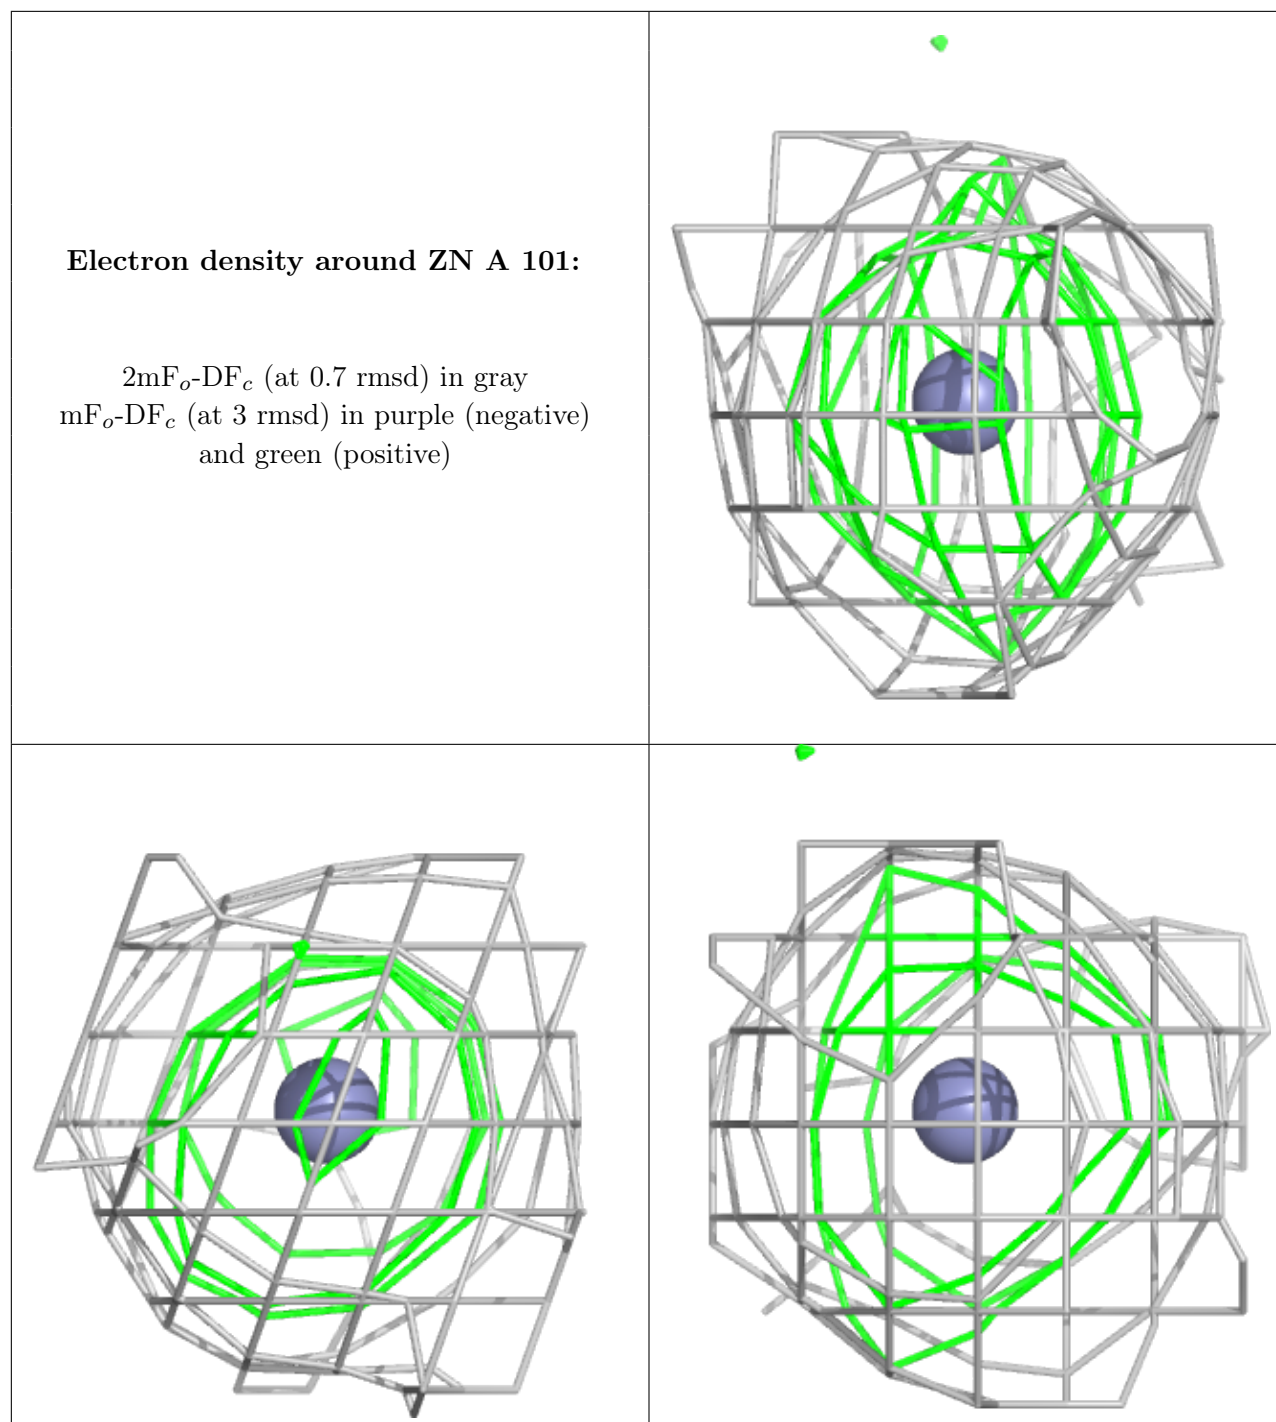 Electron density around ZN A 101:
2mFo-DFc (at 0.7 rmsd) in gray
mFo-DFc (at 3 rmsd) in purple (negative)
and green (positive)